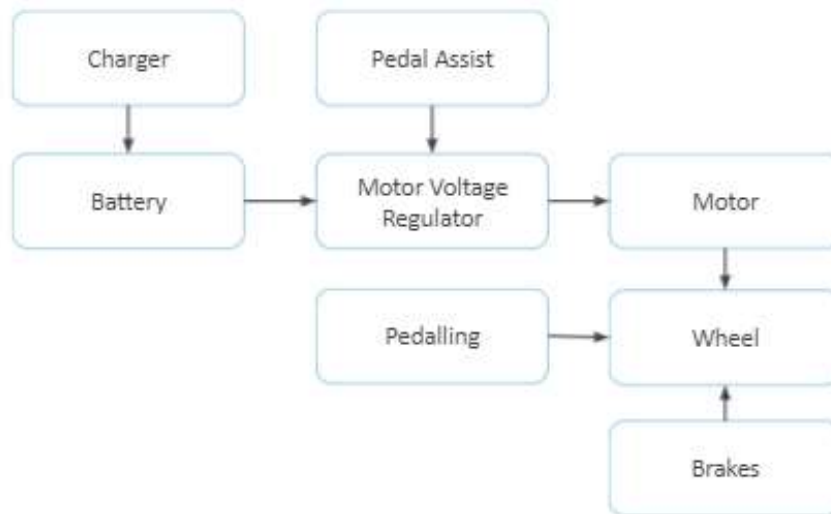 Charger
Pedal Assist
Battery
Motor Voltage
Regulator
Motor
Pedalling
Wheel
Brakes